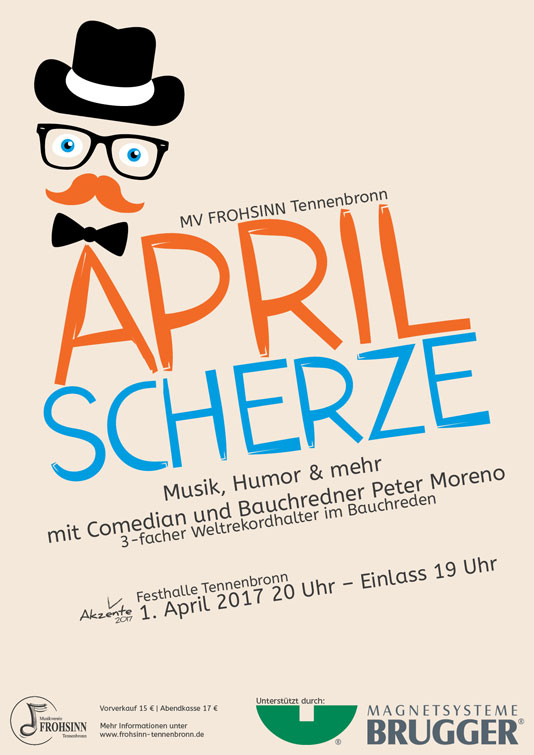 MV FROHSINN Tennenbronn
APRIL
SCHERZE
Musik, Humor & mehr
mit Comedian und Bauchredner Peter Moreno
3-facher Weltrekordhalter im Bauchreden
Festhalle Tennenbronn
Akzente 2017
1. April 2017 20 Uhr – Einlass 19 Uhr
Musikverein
FROHSINN
Tennenbronn
Vorverkauf 15 € | Abendkasse 17 €
Mehr Informationen unter
www.frohsinn-tennenbronn.de
Unterstützt durch:
®
MAGNETSYSTEME
BRUGGER®